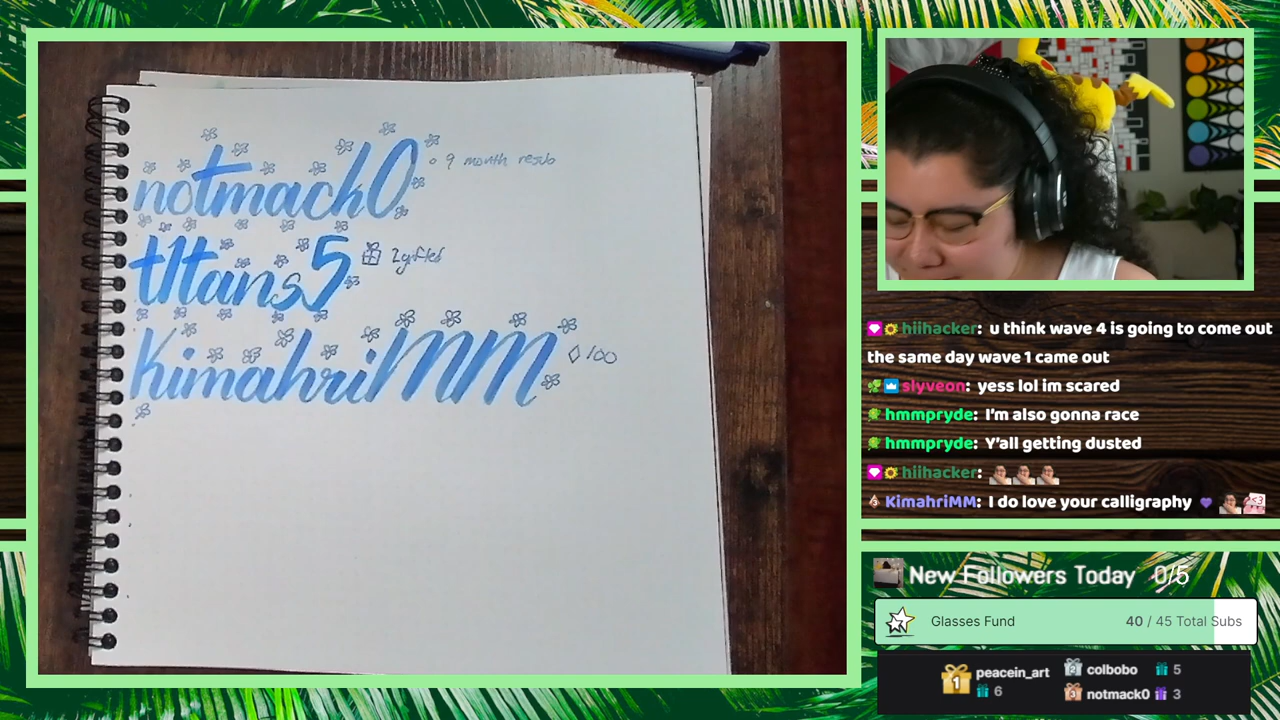 notmack0
9 month resub
t1tans5
2 gifted
kimahriMM
100
hiihacker: u think wave 4 is going to come out
the same day wave 1 came out
slyveon: yess lol im scared
hmmpryde: I'm also gonna race
hmmpryde: Y'all getting dusted
hiihacker:
KimahriMM: I do love your calligraphy
New Followers Today 0/5
Glasses Fund 40 / 45 Total Subs
1 peacein_art 6
2 colbobo 5
3 notmack0 3